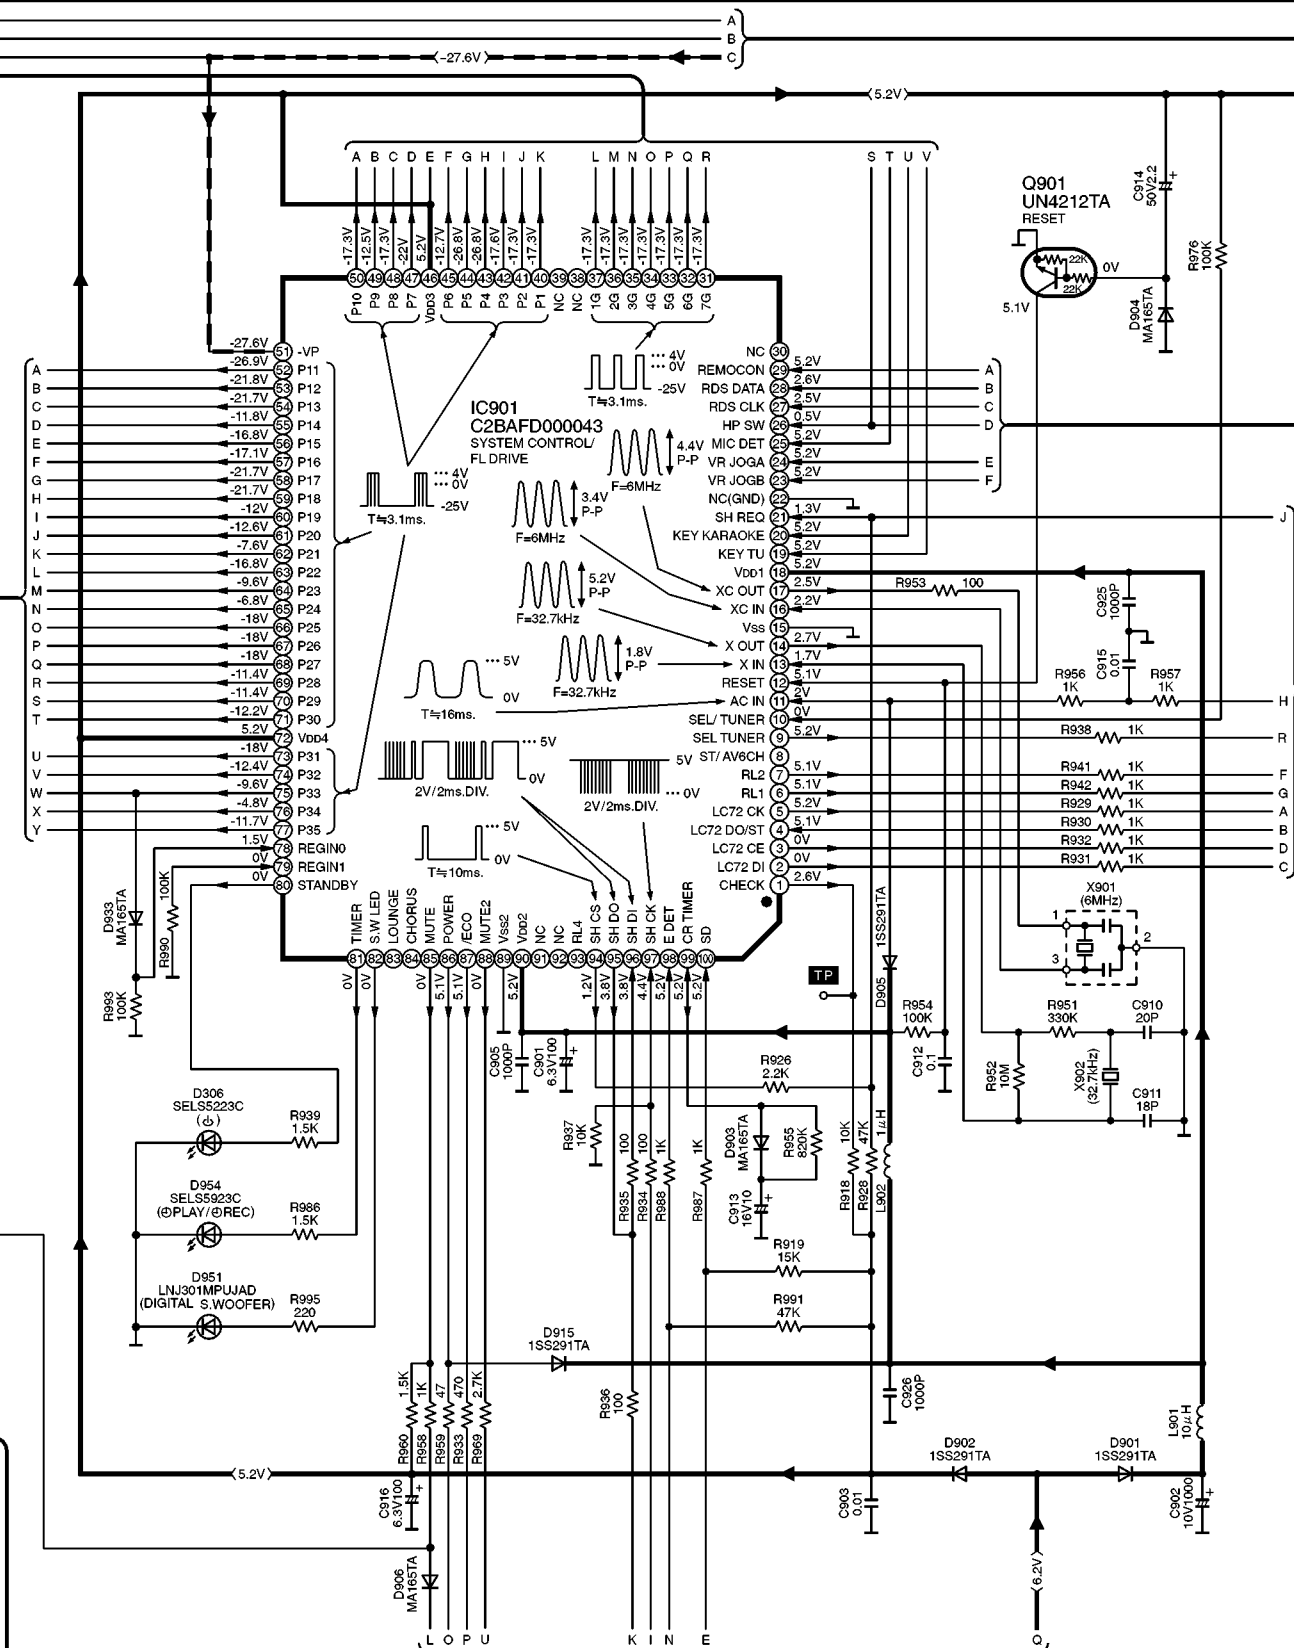 A
B
-27.6V
C
5.2V
A B C D E F G H I J K L M N O P Q R S T U V
Q901
UN4212TA
RESET
22K
22K
0V
5.1V
C914
50V2.2
R976
100K
D904
MA165TA
-17.3V -12.5V -17.3V -22V 5.2V -12.7V -26.8V -26.8V -17.6V -17.3V -17.3V -17.3V -17.3V -17.3V -17.3V -17.3V -17.3V -17.3V
50 49 48 47 46 45 44 43 42 41 40 39 38 37 36 35 34 33 32 31
P10 P9 P8 P7 VDD3 P6 P5 P4 P3 P2 P1 NC NC 1G 2G 3G 4G 5G 6G 7G
-27.6V 51 -VP
A -26.9V 52 P11
B -21.8V 53 P12
C -21.7V 54 P13
D -11.8V 55 P14
E -16.8V 56 P15
F -17.1V 57 P16
G -21.7V 58 P17
H -21.7V 59 P18
I -12V 60 P19
J -12.6V 61 P20
K -7.6V 62 P21
L -16.8V 63 P22
M -9.6V 64 P23
N -6.8V 65 P24
O -18V 66 P25
P -18V 67 P26
Q -18V 68 P27
R -11.4V 69 P28
S -11.4V 70 P29
T -12.2V 71 P30
5.2V 72 VDD4
U -18V 73 P31
V -12.4V 74 P32
W -9.6V 75 P33
X -4.8V 76 P34
Y -11.7V 77 P35
1.5V 78 REGIN0
0V 79 REGIN1
0V 80 STANDBY
4V
0V
-25V
T≒3.1ms.
IC901
C2BAFD000043
SYSTEM CONTROL/
FL DRIVE
4.4V
P-P
F=6MHz
4V
0V
-25V
T≒3.1ms.
3.4V
P-P
F=6MHz
5.2V
P-P
F=32.7kHz
1.8V
P-P
F=32.7kHz
5V
0V
T≒16ms.
5V
0V
2V/2ms.DIV.
5V
0V
2V/2ms.DIV.
5V
0V
T≒10ms.
NC 30
REMOCON 29 5.2V A
RDS DATA 28 2.6V B
RDS CLK 27 2.5V C
HP SW 26 0.5V D
MIC DET 25 5.2V
VR JOGA 24 5.2V E
VR JOGB 23 5.2V F
NC(GND) 22
SH REQ 21 1.3V J
KEY KARAOKE 20 5.2V
KEY TU 19 5.2V
VDD1 18 5.2V
XC OUT 17 2.5V R953 100
XC IN 16 2.2V
Vss 15
X OUT 14 2.7V
X IN 13 1.7V
RESET 12 5.1V
AC IN 11 2V H
SEL/ TUNER 10 0V
SEL TUNER 9 5.2V R938 1K R
ST/ AV6CH 8
RL2 7 5.1V R941 1K F
RL1 6 5.1V R942 1K G
LC72 CK 5 5.2V R929 1K A
LC72 DO/ST 4 5.1V R930 1K B
LC72 CE 3 0V R932 1K D
LC72 DI 2 0V R931 1K C
CHECK 1 2.6V
C925
1000P
C915
0.01
R956
1K
R957
1K
X901
(6MHz)
1
2
3
TIMER S.W LED LOUNGE CHORUS MUTE POWER /ECO MUTE2 VSS2 VDD2 NC NC RL4 SH CS SH DO SH DI SH CK E DET CR TIMER SD
81 82 83 84 85 86 87 88 89 90 91 92 93 94 95 96 97 98 99 100
0V 0V 0V 5.1V 5.1V 0V 5.2V 1.2V 3.8V 3.8V 4.4V 5.2V 5.2V 5.2V
D933
MA165TA
R990
100K
R993
100K
TP
1SS291TA
D905
R954
100K
C912
0.1
R951
330K
C910
20P
R952
10M
X902
(32.7kHz)
C911
18P
C905
1000P
C901
6.3V100
R926
2.2K
R937
10K
R935
100
R934
100
R988
1K
R987
1K
D903
MA165TA
R955
820K
C913
16V10
R918
10K
R928
47K
L902
1µH
D306
SELS5223C
(⏻)
R939
1.5K
D954
SELS5923C
(⏲PLAY/⏲REC)
R986
1.5K
D951
LNJ301MPUJAD
(DIGITAL S.WOOFER)
R995
220
R919
15K
R991
47K
D915
1SS291TA
R960
1.5K
R958
1K
R959
47
R933
470
R969
2.7K
R936
100
C926
1000P
L901
10µH
5.2V
D902
1SS291TA
D901
1SS291TA
C916
6.3V100
C903
0.01
C902
10V1000
D906
MA165TA
6.2V
L O P U K I N E Q